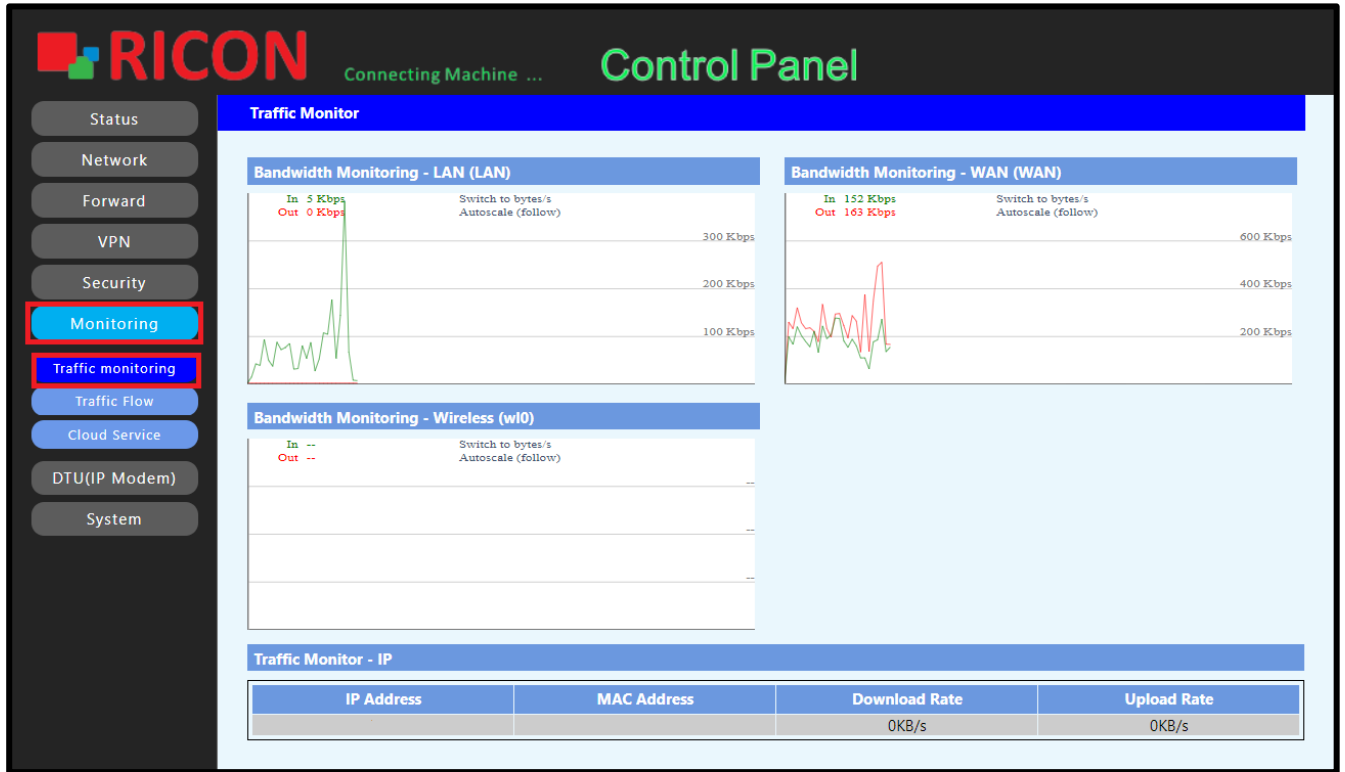 RICON
Connecting Machine ...
Control Panel
Status
Network
Forward
VPN
Security
Monitoring
Traffic monitoring
Traffic Flow
Cloud Service
DTU(IP Modem)
System
Traffic Monitor
Bandwidth Monitoring - LAN (LAN)
In 5 Kbps Switch to bytes/s
Out 0 Kbps Autoscale (follow)
300 Kbps
200 Kbps
100 Kbps
Bandwidth Monitoring - WAN (WAN)
In 152 Kbps Switch to bytes/s
Out 163 Kbps Autoscale (follow)
600 Kbps
400 Kbps
200 Kbps
Bandwidth Monitoring - Wireless (wl0)
In -- Switch to bytes/s
Out -- Autoscale (follow)
--
--
--
Traffic Monitor - IP
IP Address MAC Address Download Rate Upload Rate
0KB/s 0KB/s